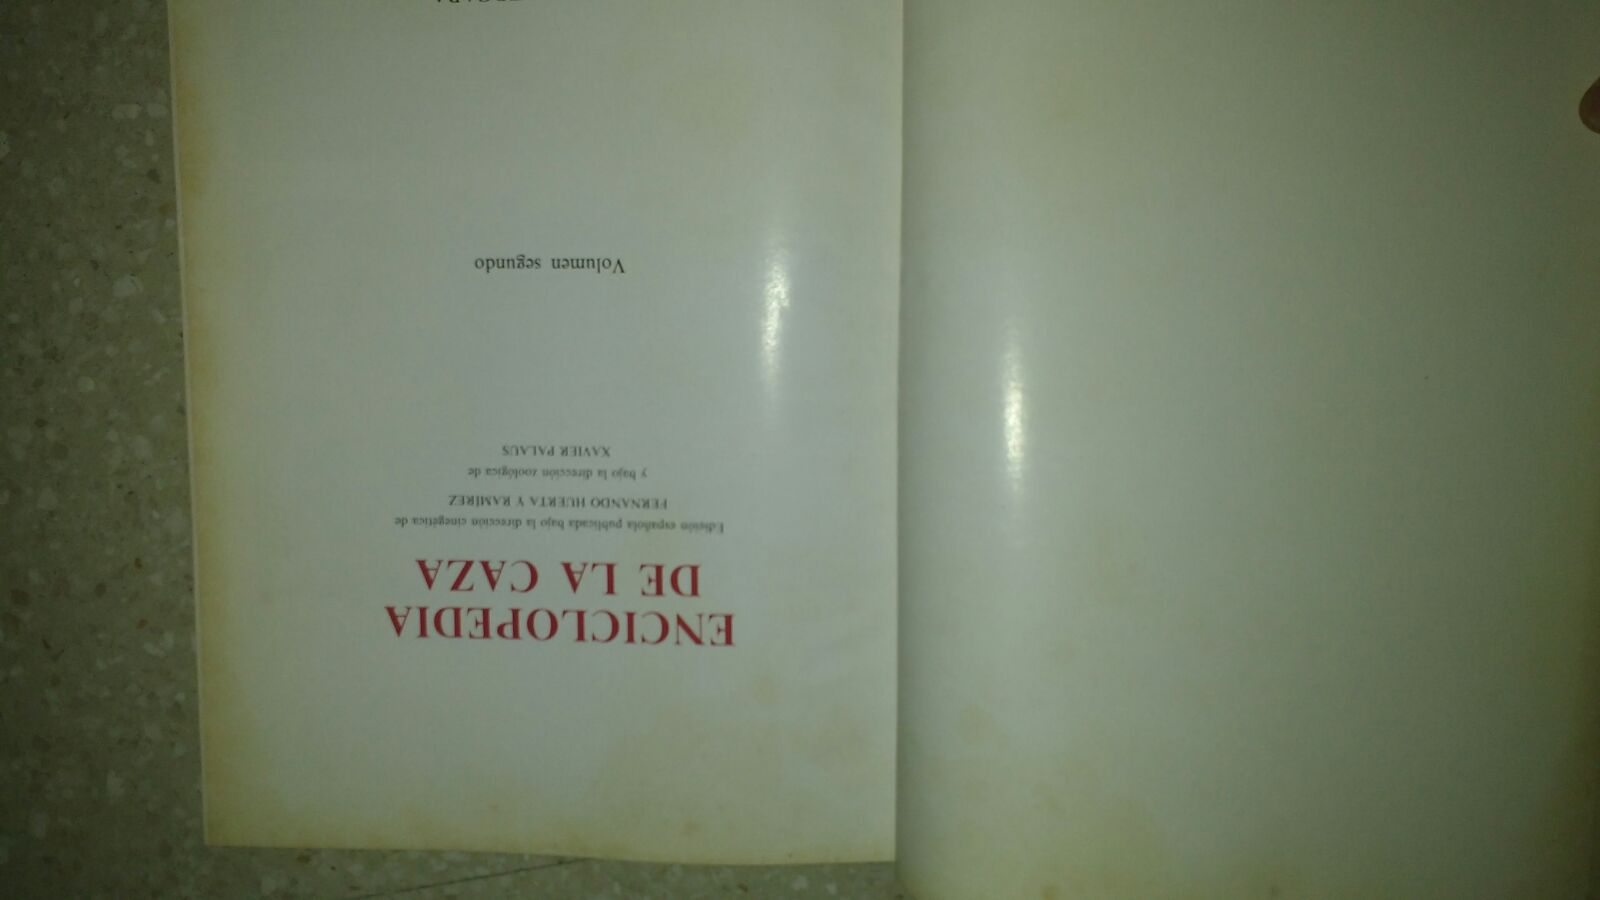 ENCICLOPEDIA
DE LA CAZA
Edición española publicada bajo la dirección cinegética de
FERNANDO HUERTA Y RAMÍREZ
y bajo la dirección zoológica de
XAVIER PALAUS
Volumen segundo